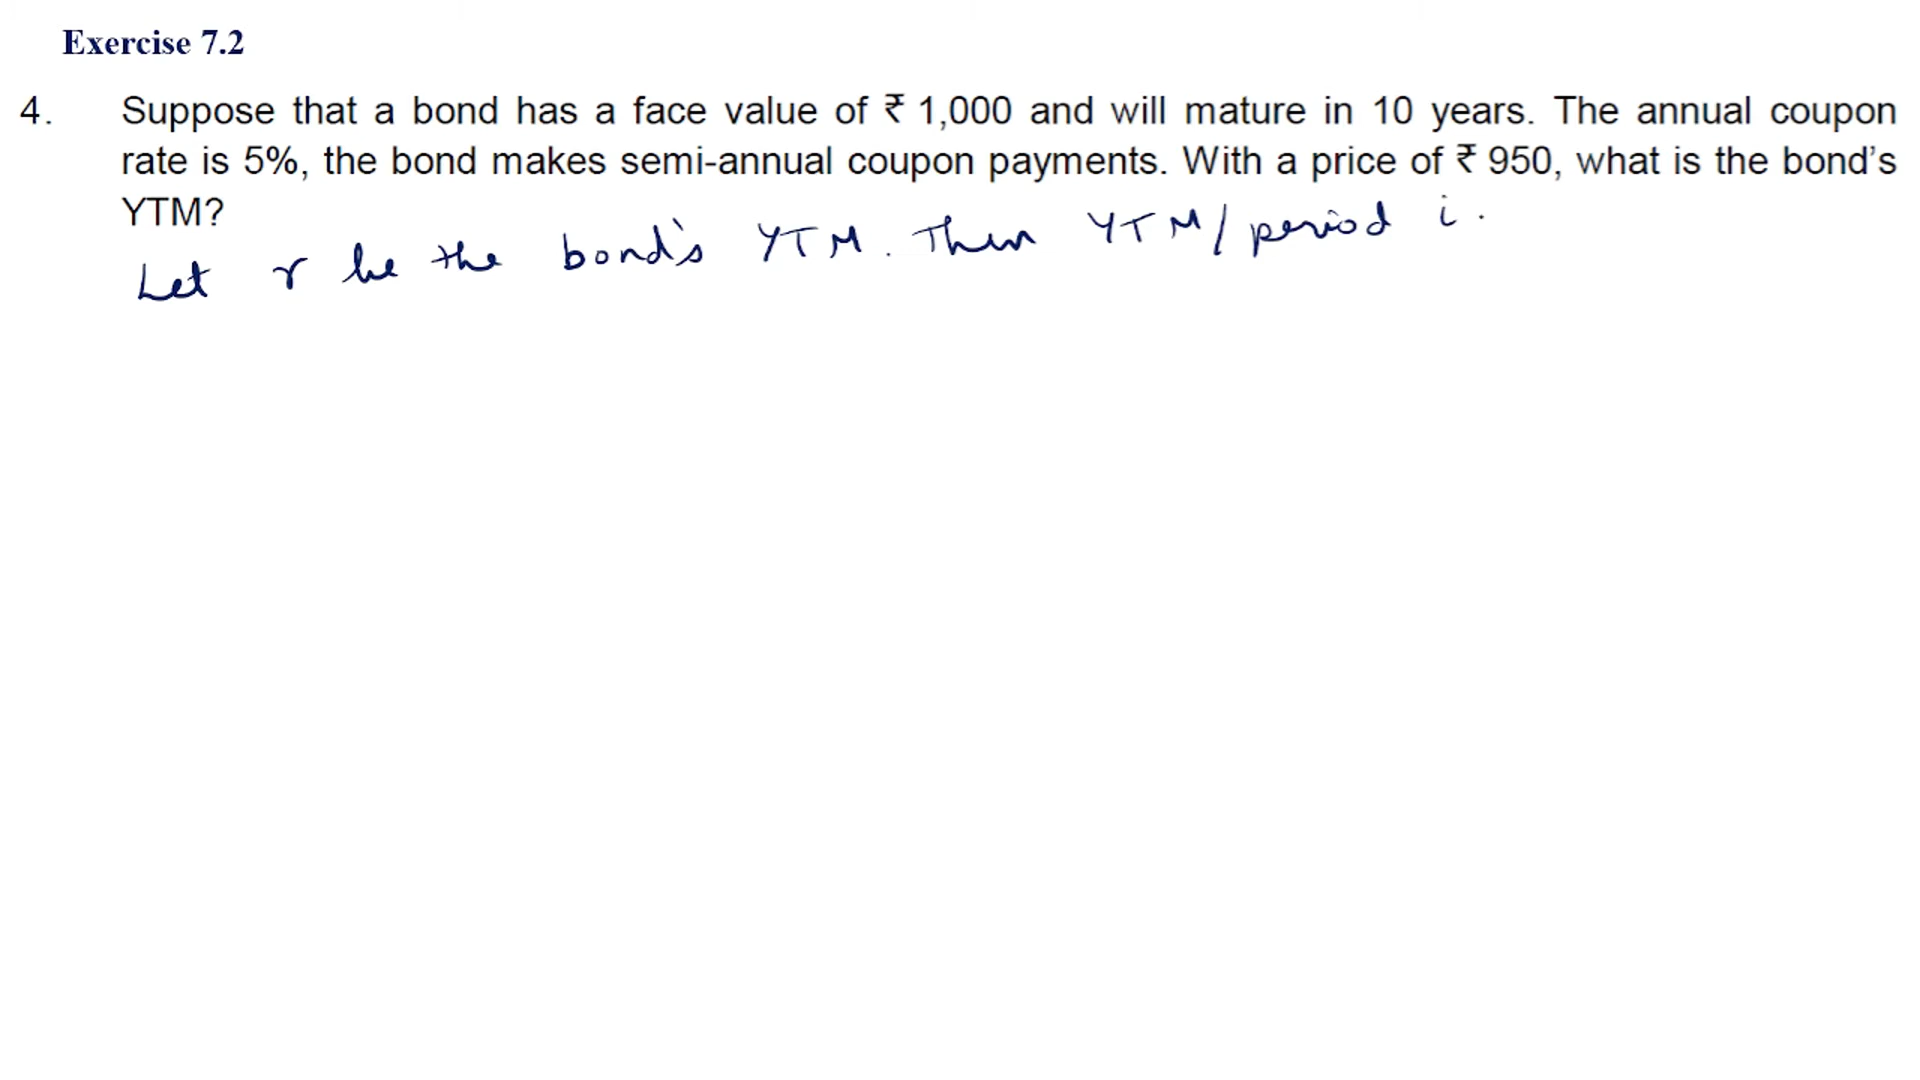 Exercise 7.2
4. Suppose that a bond has a face value of ₹ 1,000 and will mature in 10 years. The annual coupon
rate is 5%, the bond makes semi-annual coupon payments. With a price of ₹ 950, what is the bond's
YTM?
Let r be the bond's YTM. Then YTM/period i.